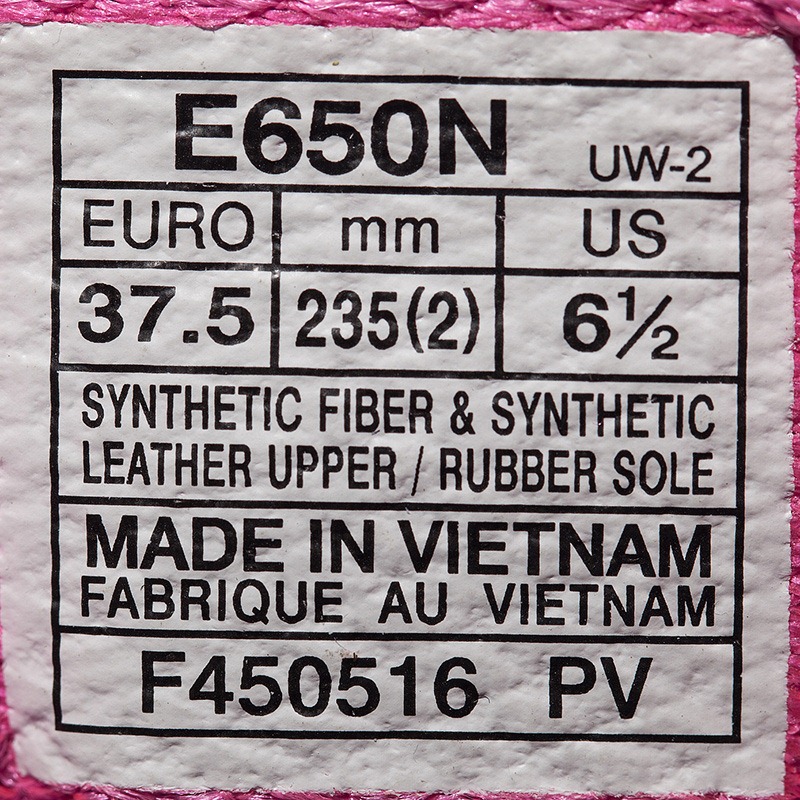 E650N UW-2
EURO mm US
37.5 235(2) 6½
SYNTHETIC FIBER & SYNTHETIC
LEATHER UPPER / RUBBER SOLE
MADE IN VIETNAM
FABRIQUE AU VIETNAM
F450516 PV